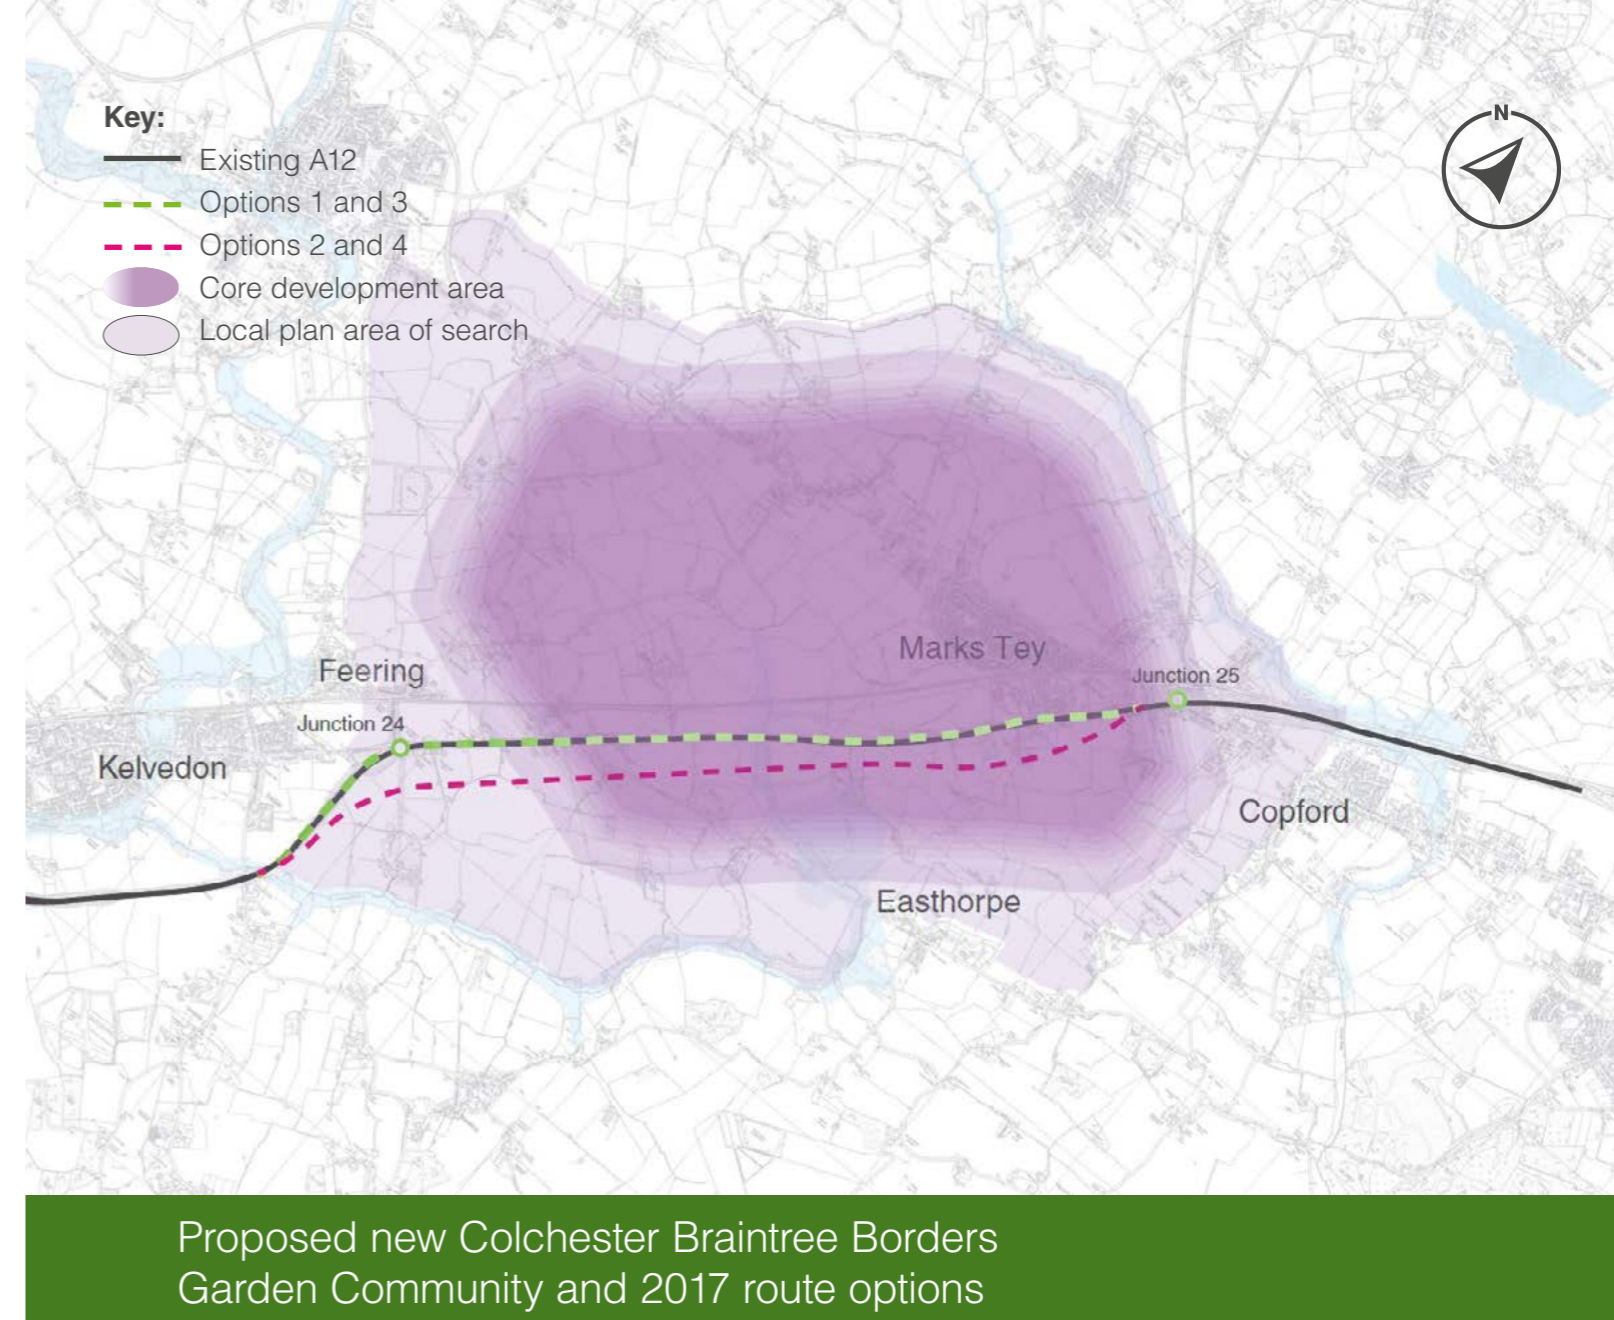 Key:
Existing A12
Options 1 and 3
Options 2 and 4
Core development area
Local plan area of search
N
Marks Tey
Feering
Junction 25
Junction 24
Kelvedon
Copford
Easthorpe
Proposed new Colchester Braintree Borders
Garden Community and 2017 route options